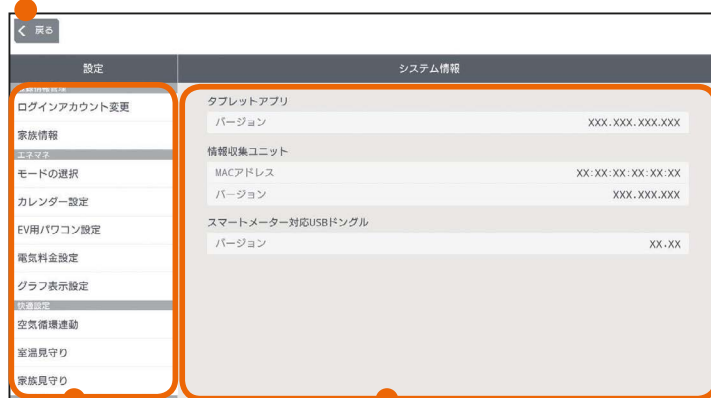 戻る
設定
システム情報
ログインアカウント変更
家族情報
エネマネ
モードの選択
カレンダー設定
EV用パワコン設定
電気料金設定
グラフ表示設定
快適設定
空気循環連動
室温見守り
家族見守り
タブレットアプリ
バージョン XXX.XXX.XXX.XXX
情報収集ユニット
MACアドレス XX:XX:XX:XX:XX:XX
バージョン XXX.XXX.XXX
スマートメーター対応USBドングル
バージョン XX.XX